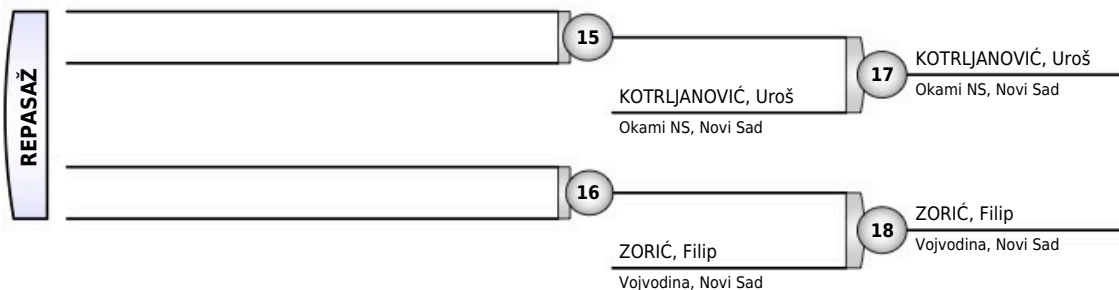 REPASAŽ
15
KOTRLJANOVIĆ, Uroš
Okami NS, Novi Sad
17
KOTRLJANOVIĆ, Uroš
Okami NS, Novi Sad
16
ZORIĆ, Filip
Vojvodina, Novi Sad
18
ZORIĆ, Filip
Vojvodina, Novi Sad